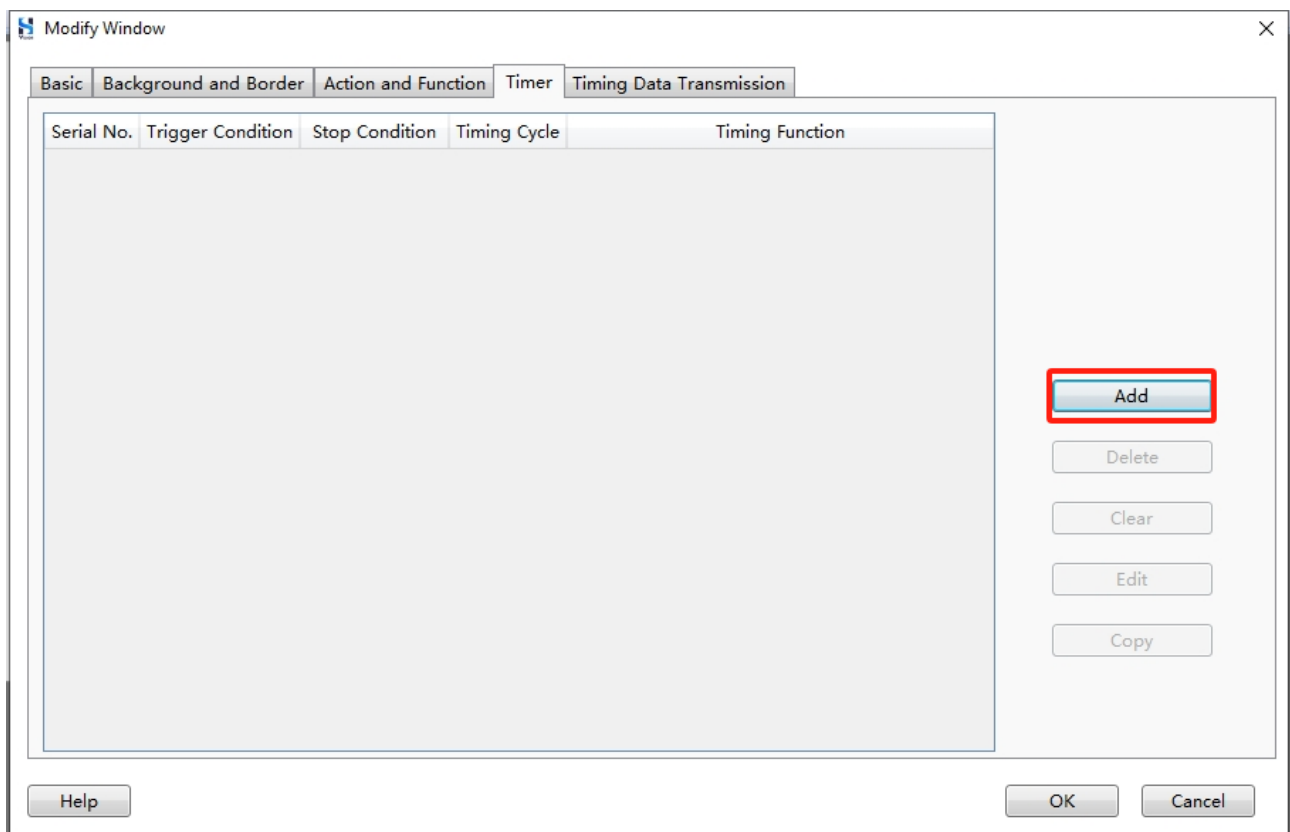 Modify Window
Basic Background and Border Action and Function Timer Timing Data Transmission
Serial No. Trigger Condition Stop Condition Timing Cycle Timing Function
Add
Delete
Clear
Edit
Copy
Help OK Cancel